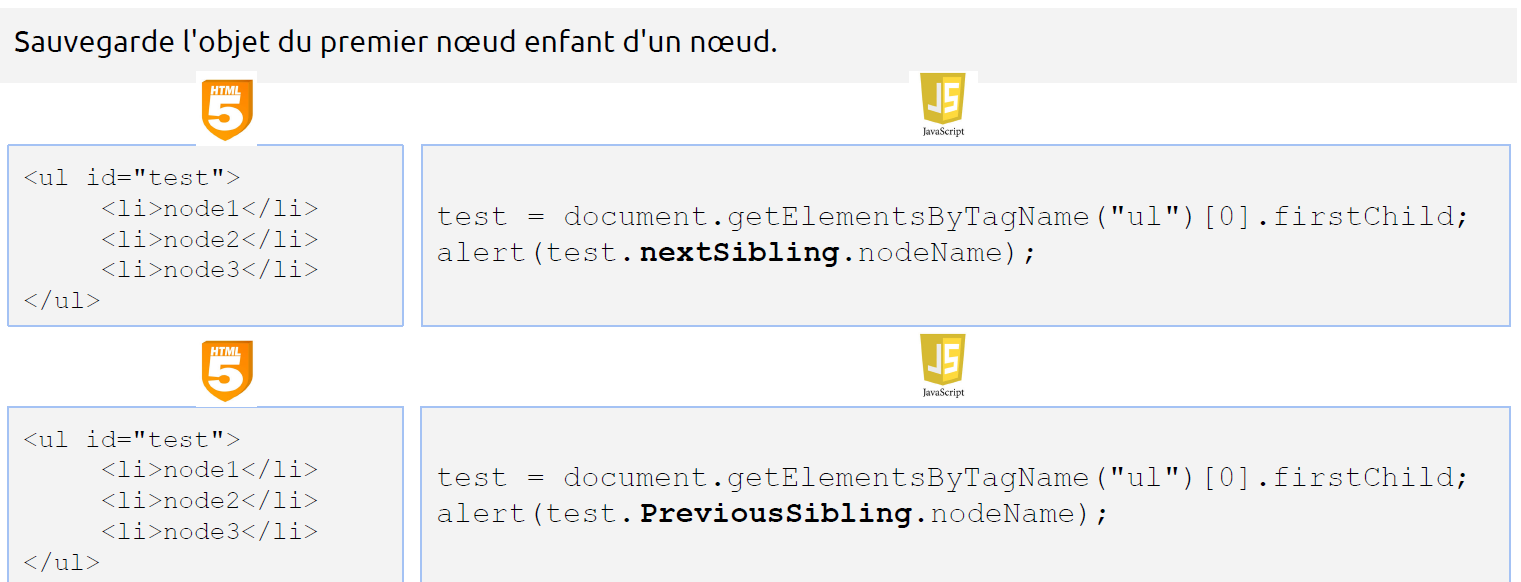 Sauvegarde l'objet du premier nœud enfant d'un nœud.
HTML
5
JS
JavaScript
<ul id="test">
<li>node1</li>
<li>node2</li>
<li>node3</li>
</ul>
test = document.getElementsByTagName("ul")[0].firstChild;
alert(test.nextSibling.nodeName);
HTML
5
JS
JavaScript
<ul id="test">
<li>node1</li>
<li>node2</li>
<li>node3</li>
</ul>
test = document.getElementsByTagName("ul")[0].firstChild;
alert(test.PreviousSibling.nodeName);